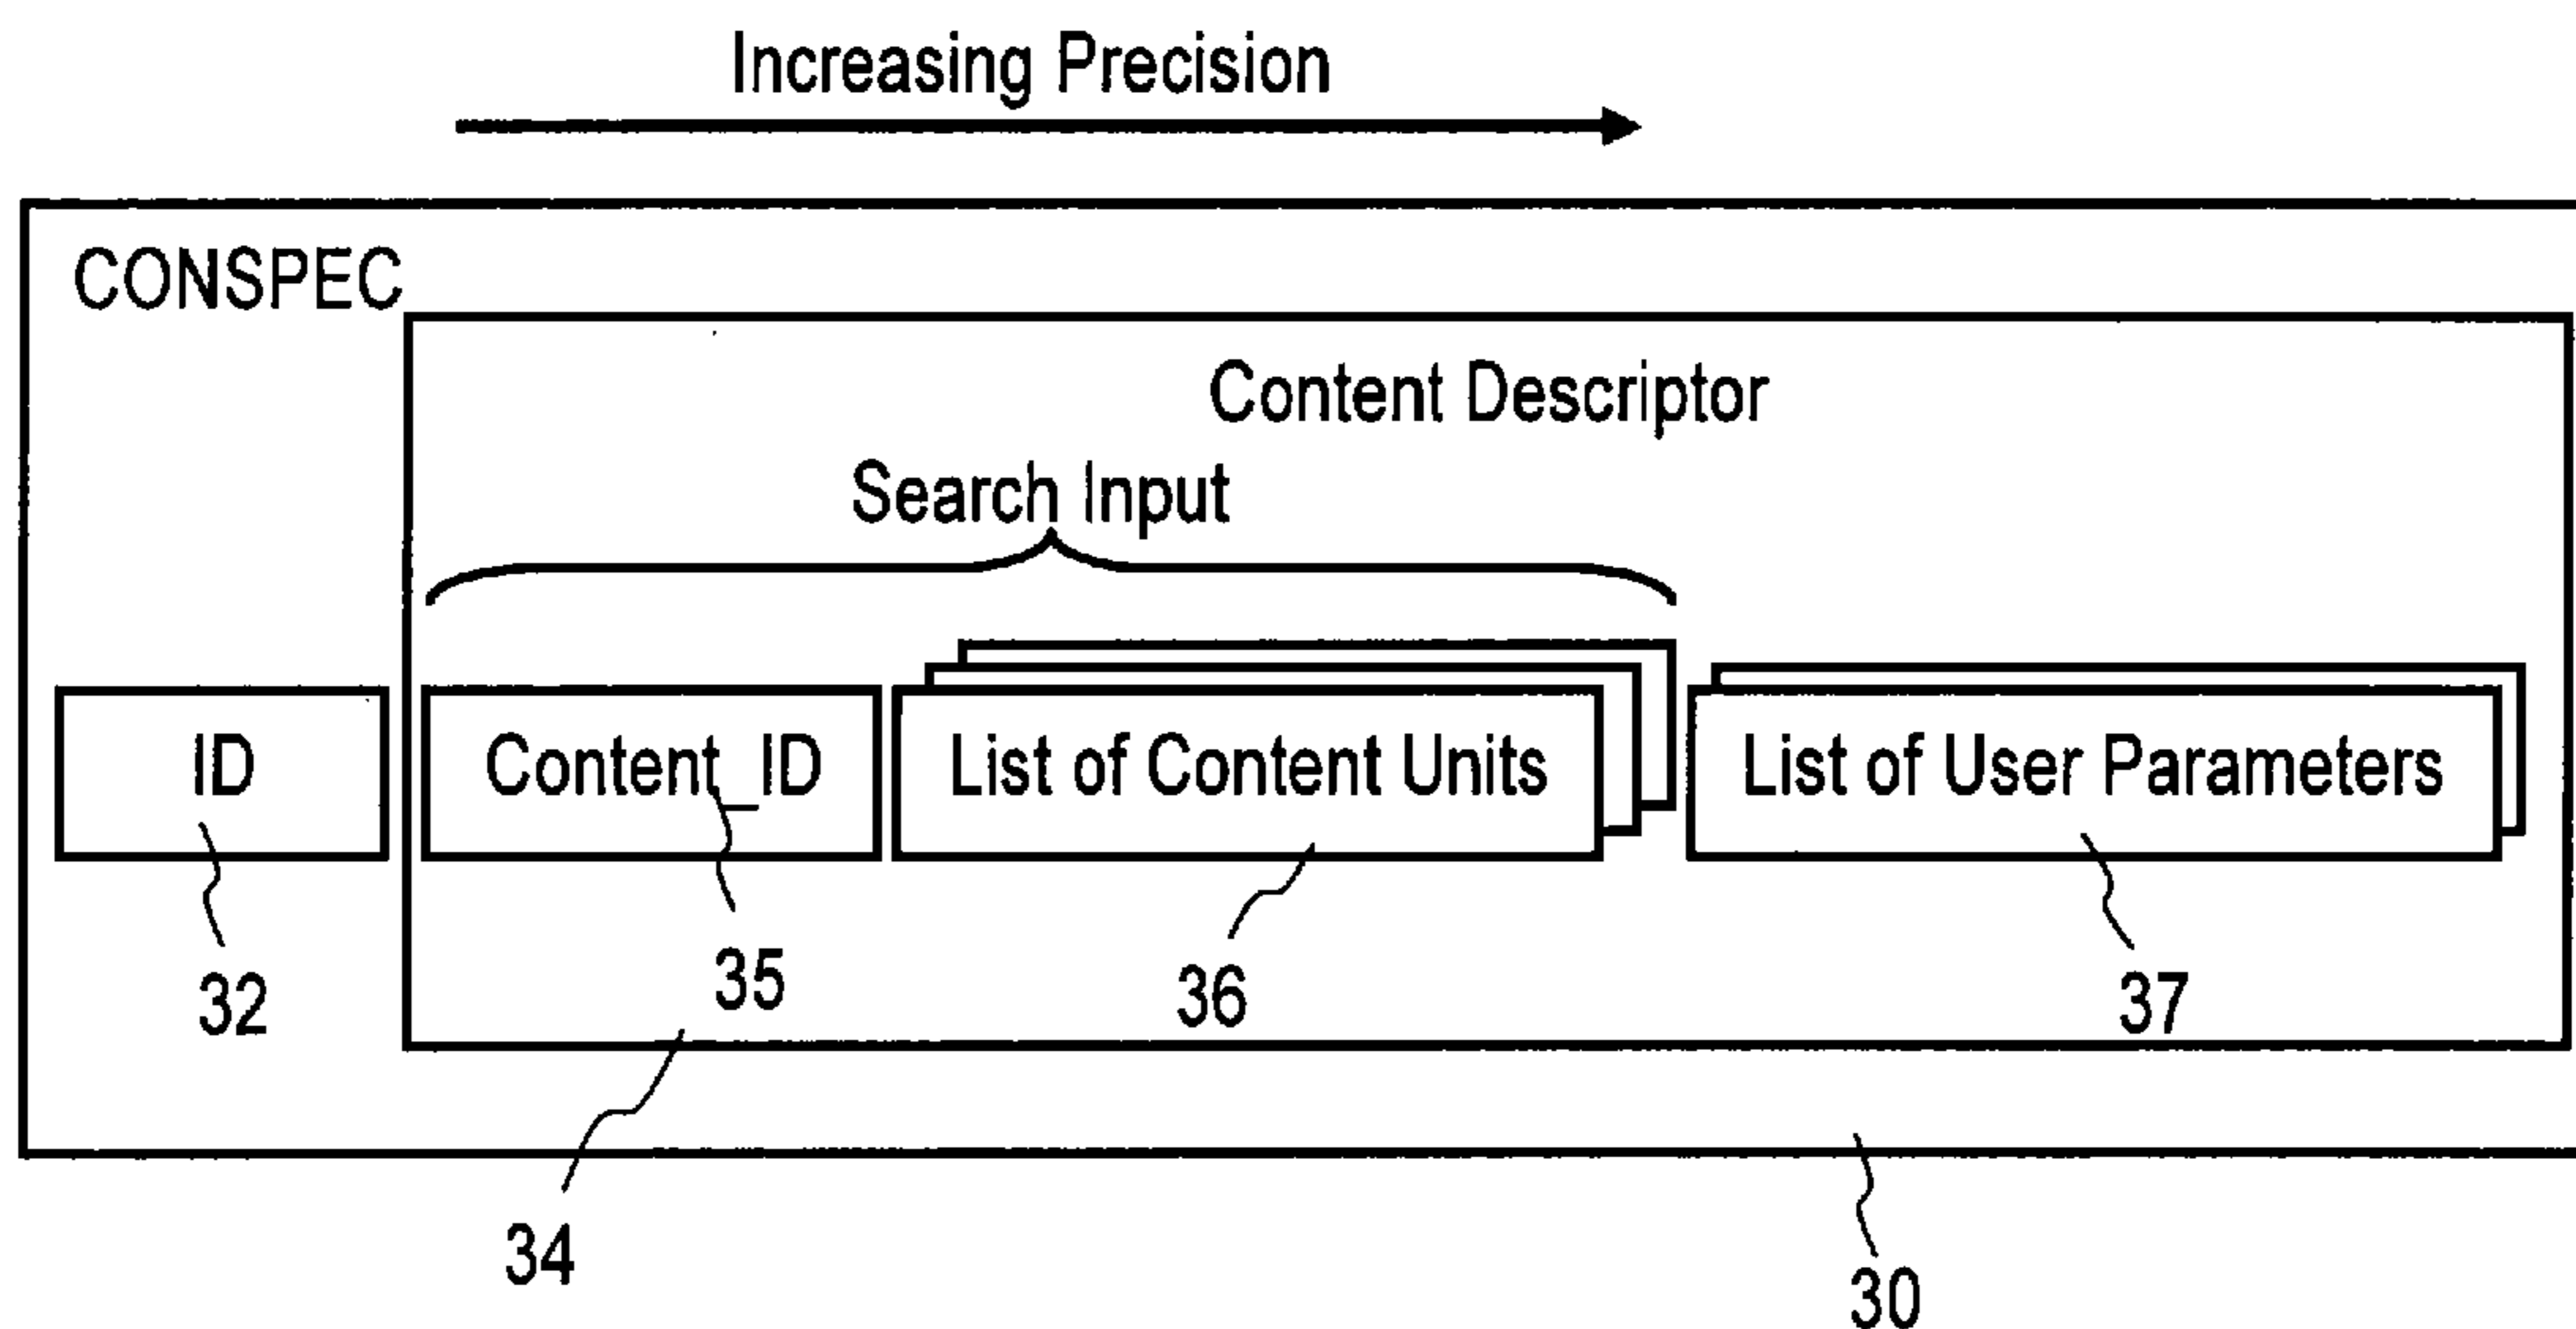 Increasing Precision
CONSPEC
Content Descriptor
Search Input
ID
Content_ID
List of Content Units
List of User Parameters
32
35
36
37
34
30